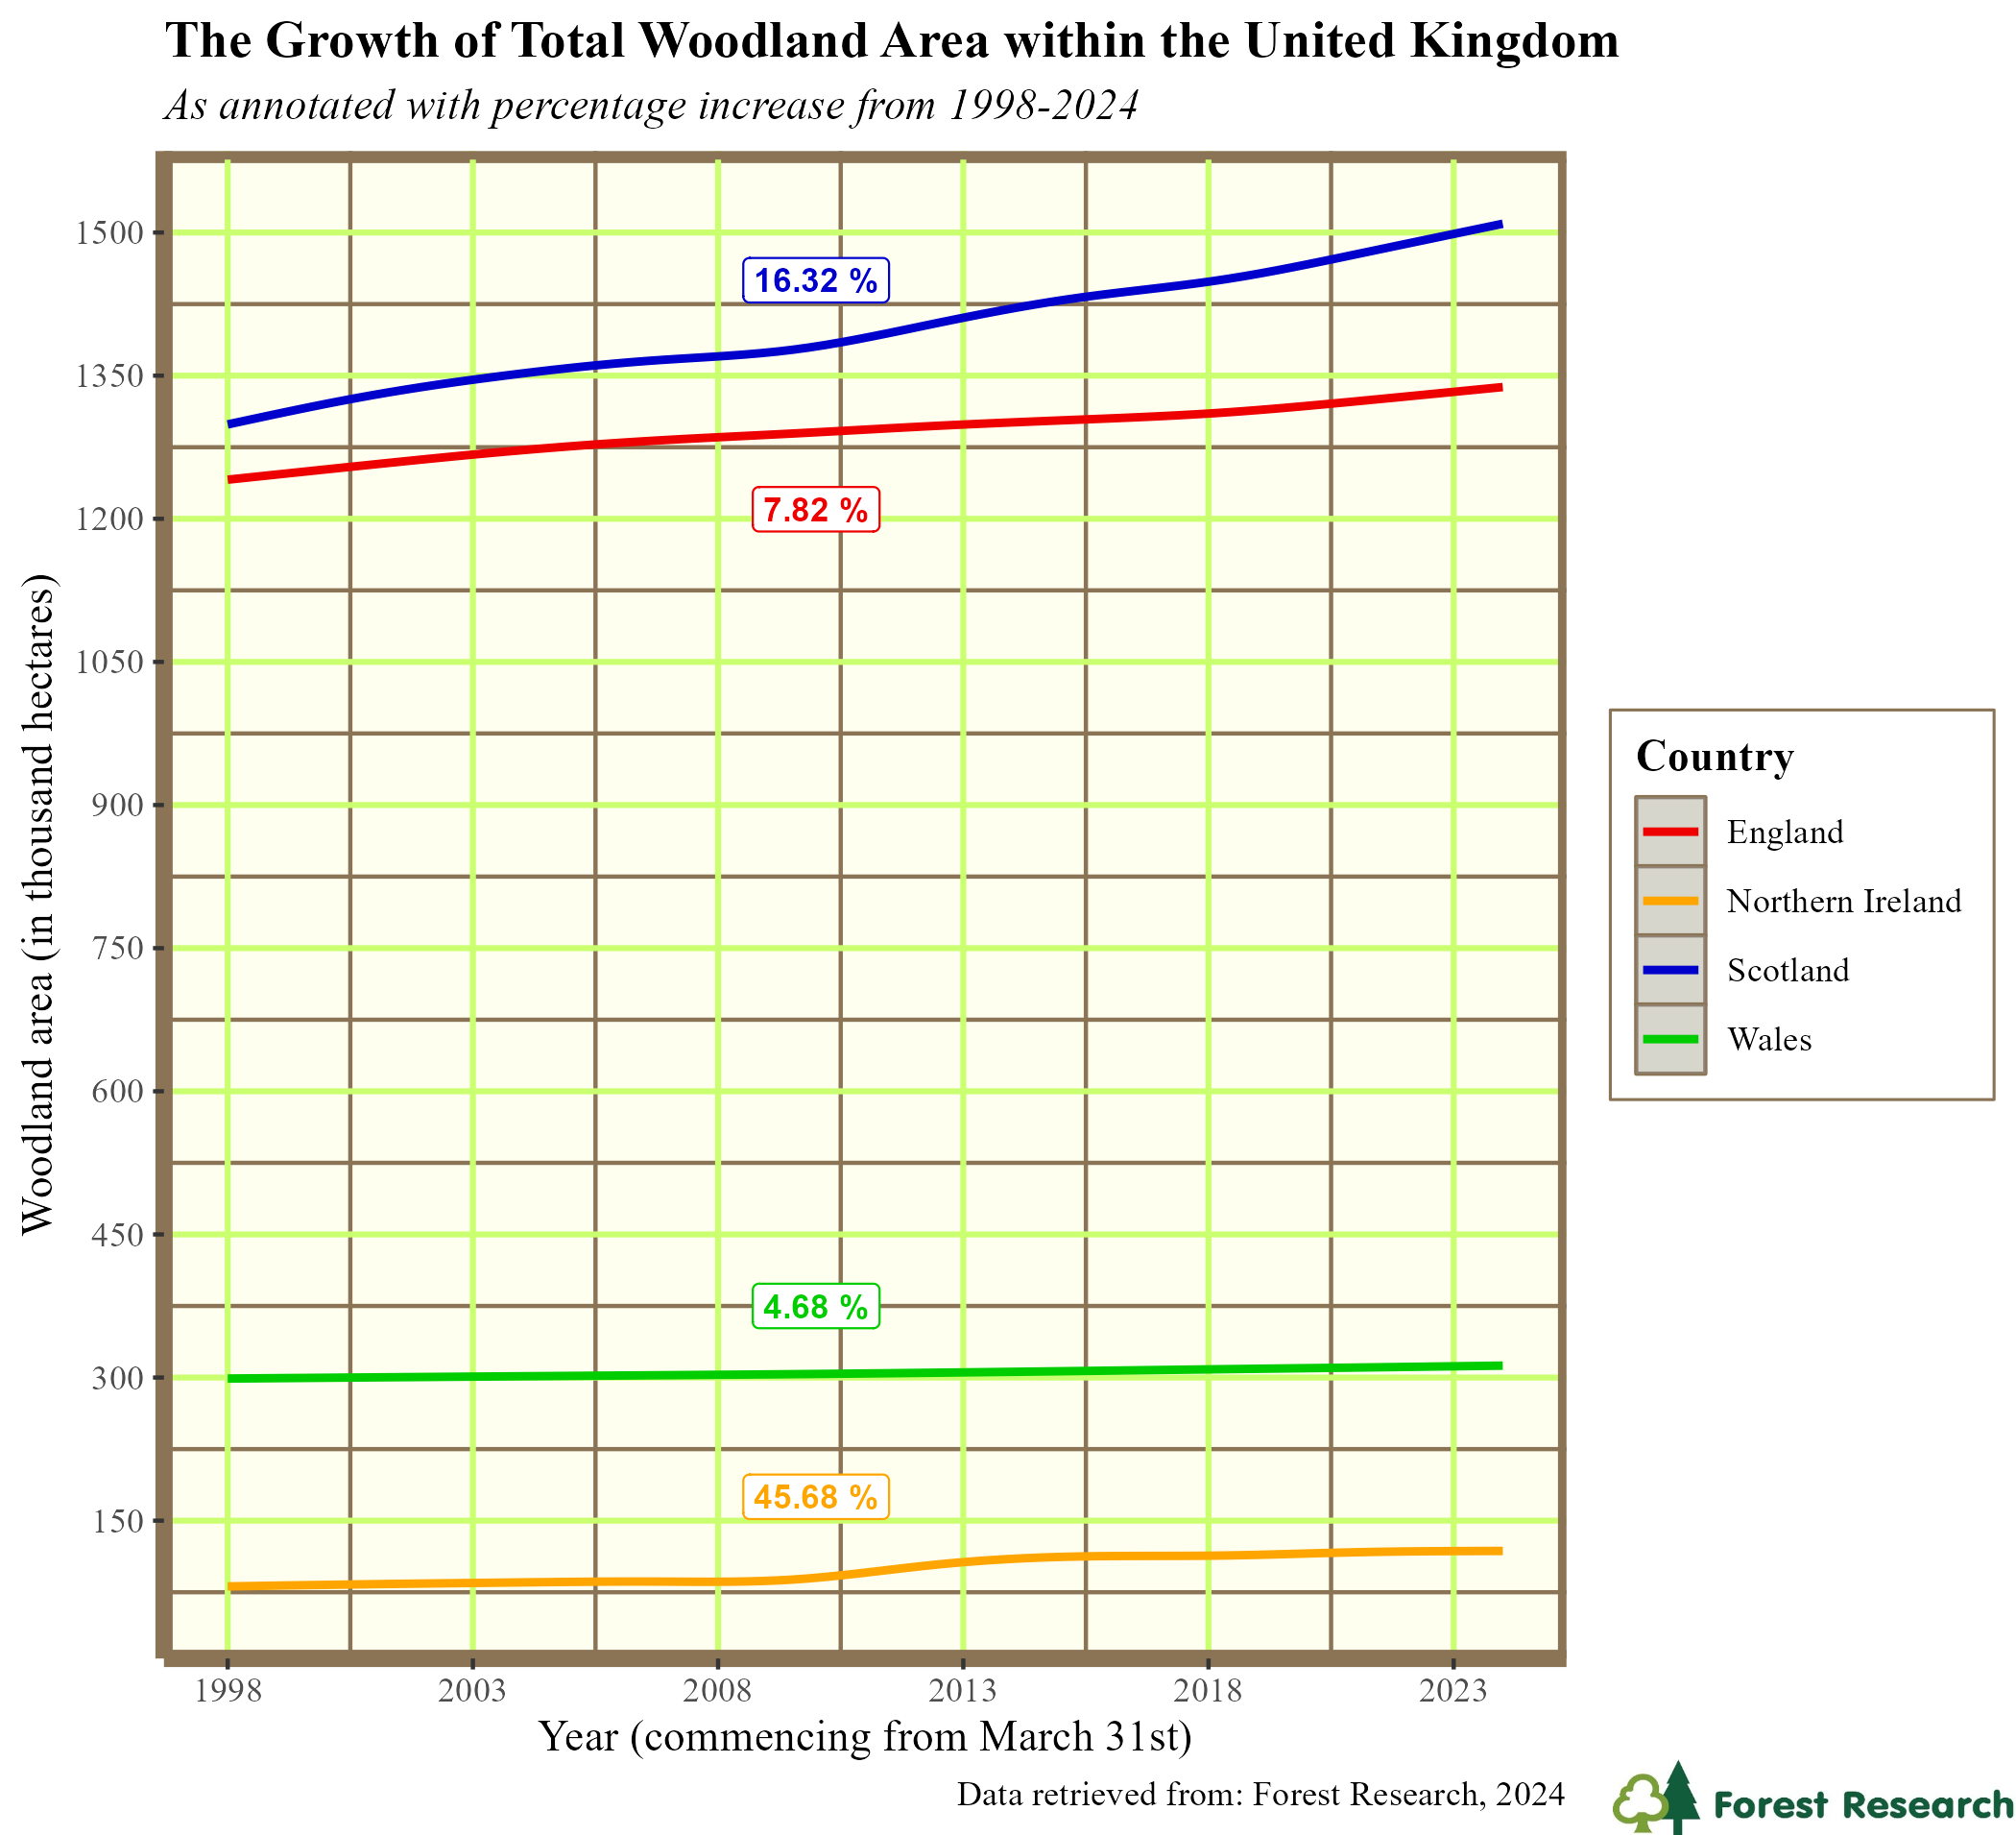 The Growth of Total Woodland Area within the United Kingdom
As annotated with percentage increase from 1998-2024
Woodland area (in thousand hectares)
1500
1350
1200
1050
900
750
600
450
300
150
16.32 %
7.82 %
4.68 %
45.68 %
1998 2003 2008 2013 2018 2023
Year (commencing from March 31st)
Country
England
Northern Ireland
Scotland
Wales
Data retrieved from: Forest Research, 2024
Forest Research